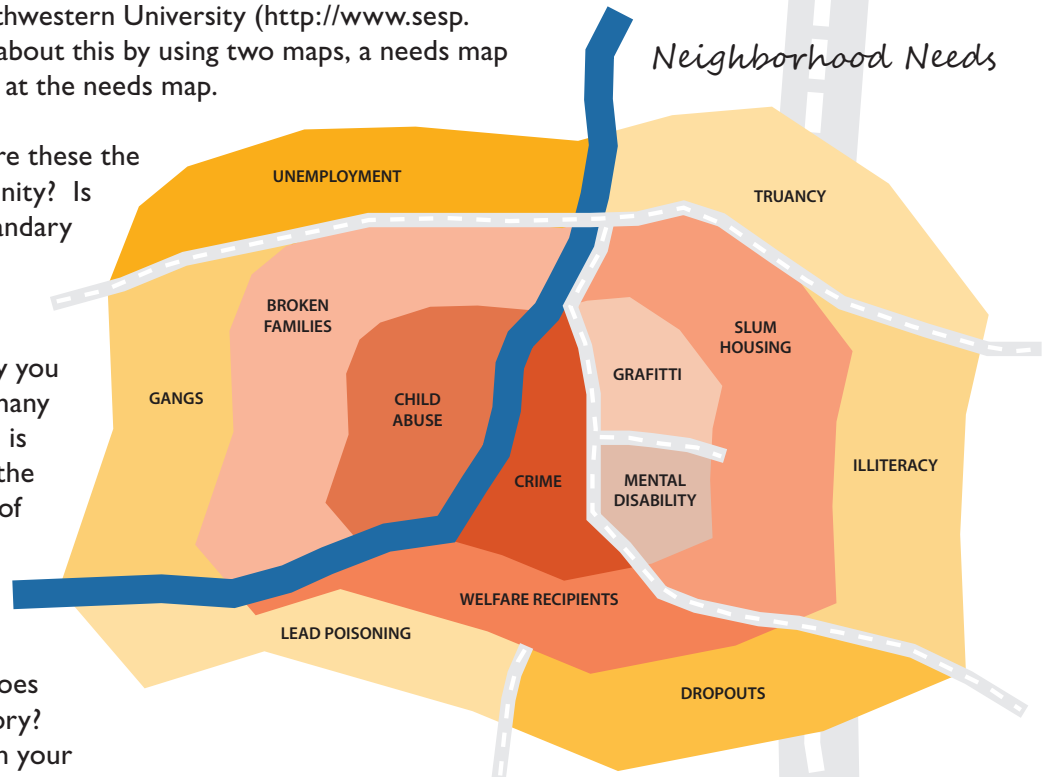 thwestern University (http://www.sesp.
about this by using two maps, a needs map
at the needs map.
re these the
nity? Is
andary
y you
many
is
the
of
oes
ory?
n your
Neighborhood Needs
UNEMPLOYMENT
TRUANCY
BROKEN
FAMILIES
SLUM
HOUSING
GRAFITTI
GANGS
CHILD
ABUSE
ILLITERACY
CRIME
MENTAL
DISABILITY
WELFARE RECIPIENTS
LEAD POISONING
DROPOUTS